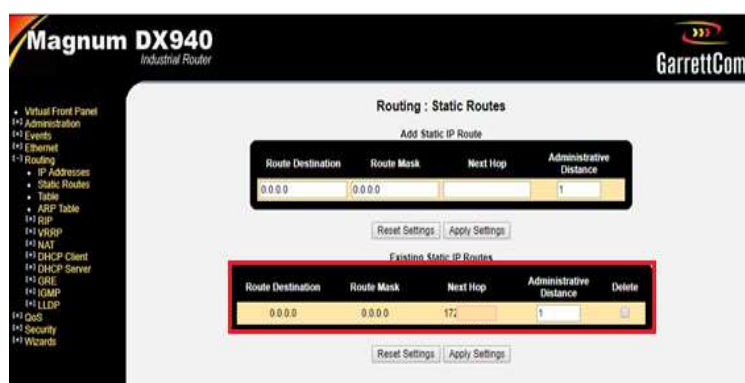 Magnum DX940
Industrial Router
GarrettCom
Virtual Front Panel
[+] Administration
[+] Events
[+] Ethernet
[-] Routing
IP Addresses
Static Routes
Table
ARP Table
[+] RIP
[+] VRRP
[+] NAT
[+] DHCP Client
[+] DHCP Server
[+] GRE
[+] IGMP
[+] LLDP
[+] QoS
[+] Security
[+] Wizards
Routing : Static Routes
Add Static IP Route
Route Destination Route Mask Next Hop Administrative Distance
0.0.0.0 0.0.0.0 1
Reset Settings Apply Settings
Existing Static IP Routes
Route Destination Route Mask Next Hop Administrative Distance Delete
0.0.0.0 0.0.0.0 172 1
Reset Settings Apply Settings